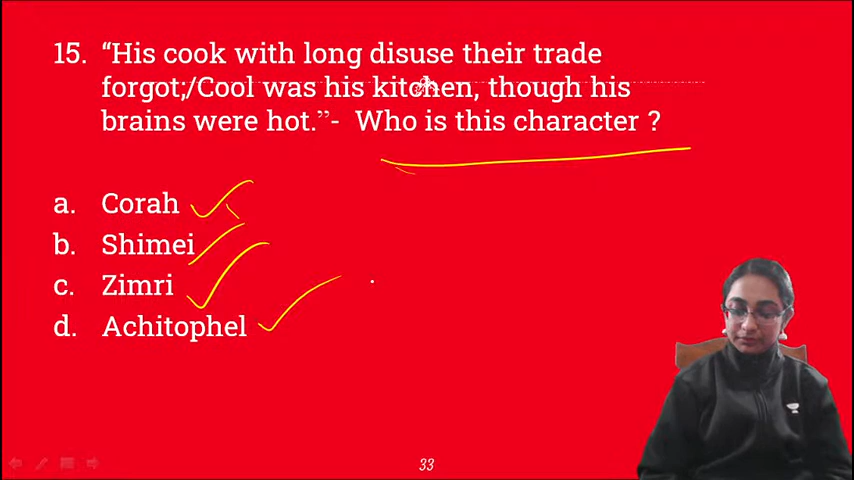 15. “His cook with long disuse their trade
forgot;/Cool was his kitchen, though his
brains were hot.”- Who is this character ?
a. Corah
b. Shimei
c. Zimri
d. Achitophel
33